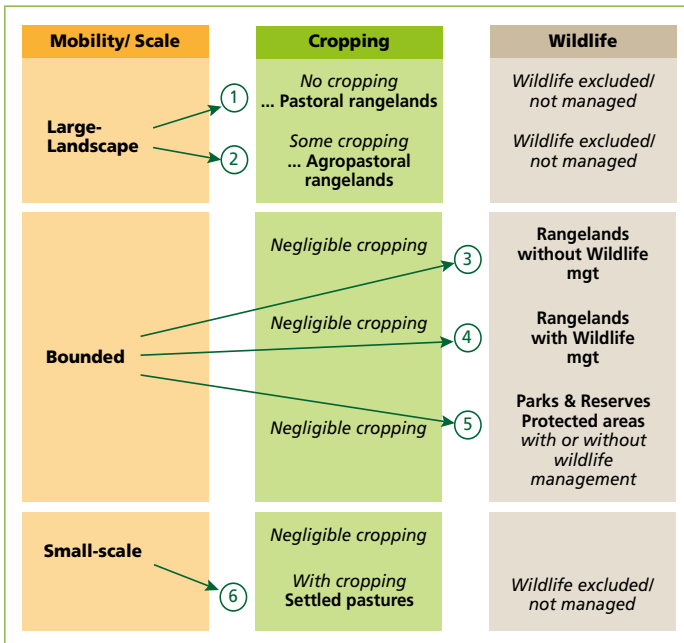 Mobility/ Scale
Cropping
Wildlife
Large-
Landscape
1
No cropping
... Pastoral rangelands
Wildlife excluded/
not managed
2
Some cropping
... Agropastoral
rangelands
Wildlife excluded/
not managed
Bounded
Negligible cropping
3
Rangelands
without Wildlife
mgt
Negligible cropping
4
Rangelands
with Wildlife
mgt
Negligible cropping
5
Parks & Reserves
Protected areas
with or without
wildlife
management
Small-scale
Negligible cropping
6
With cropping
Settled pastures
Wildlife excluded/
not managed